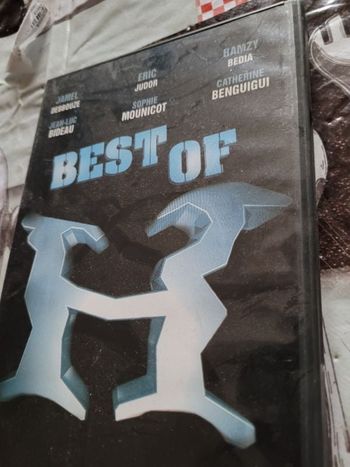 JAMEL
DEBBOUZE
ERIC
JUDOR
RAMZY
BEDIA
JEAN-LUC
BIDEAU
SOPHIE
MOUNICOT
CATHERINE
BENGUIGUI
BEST OF
H